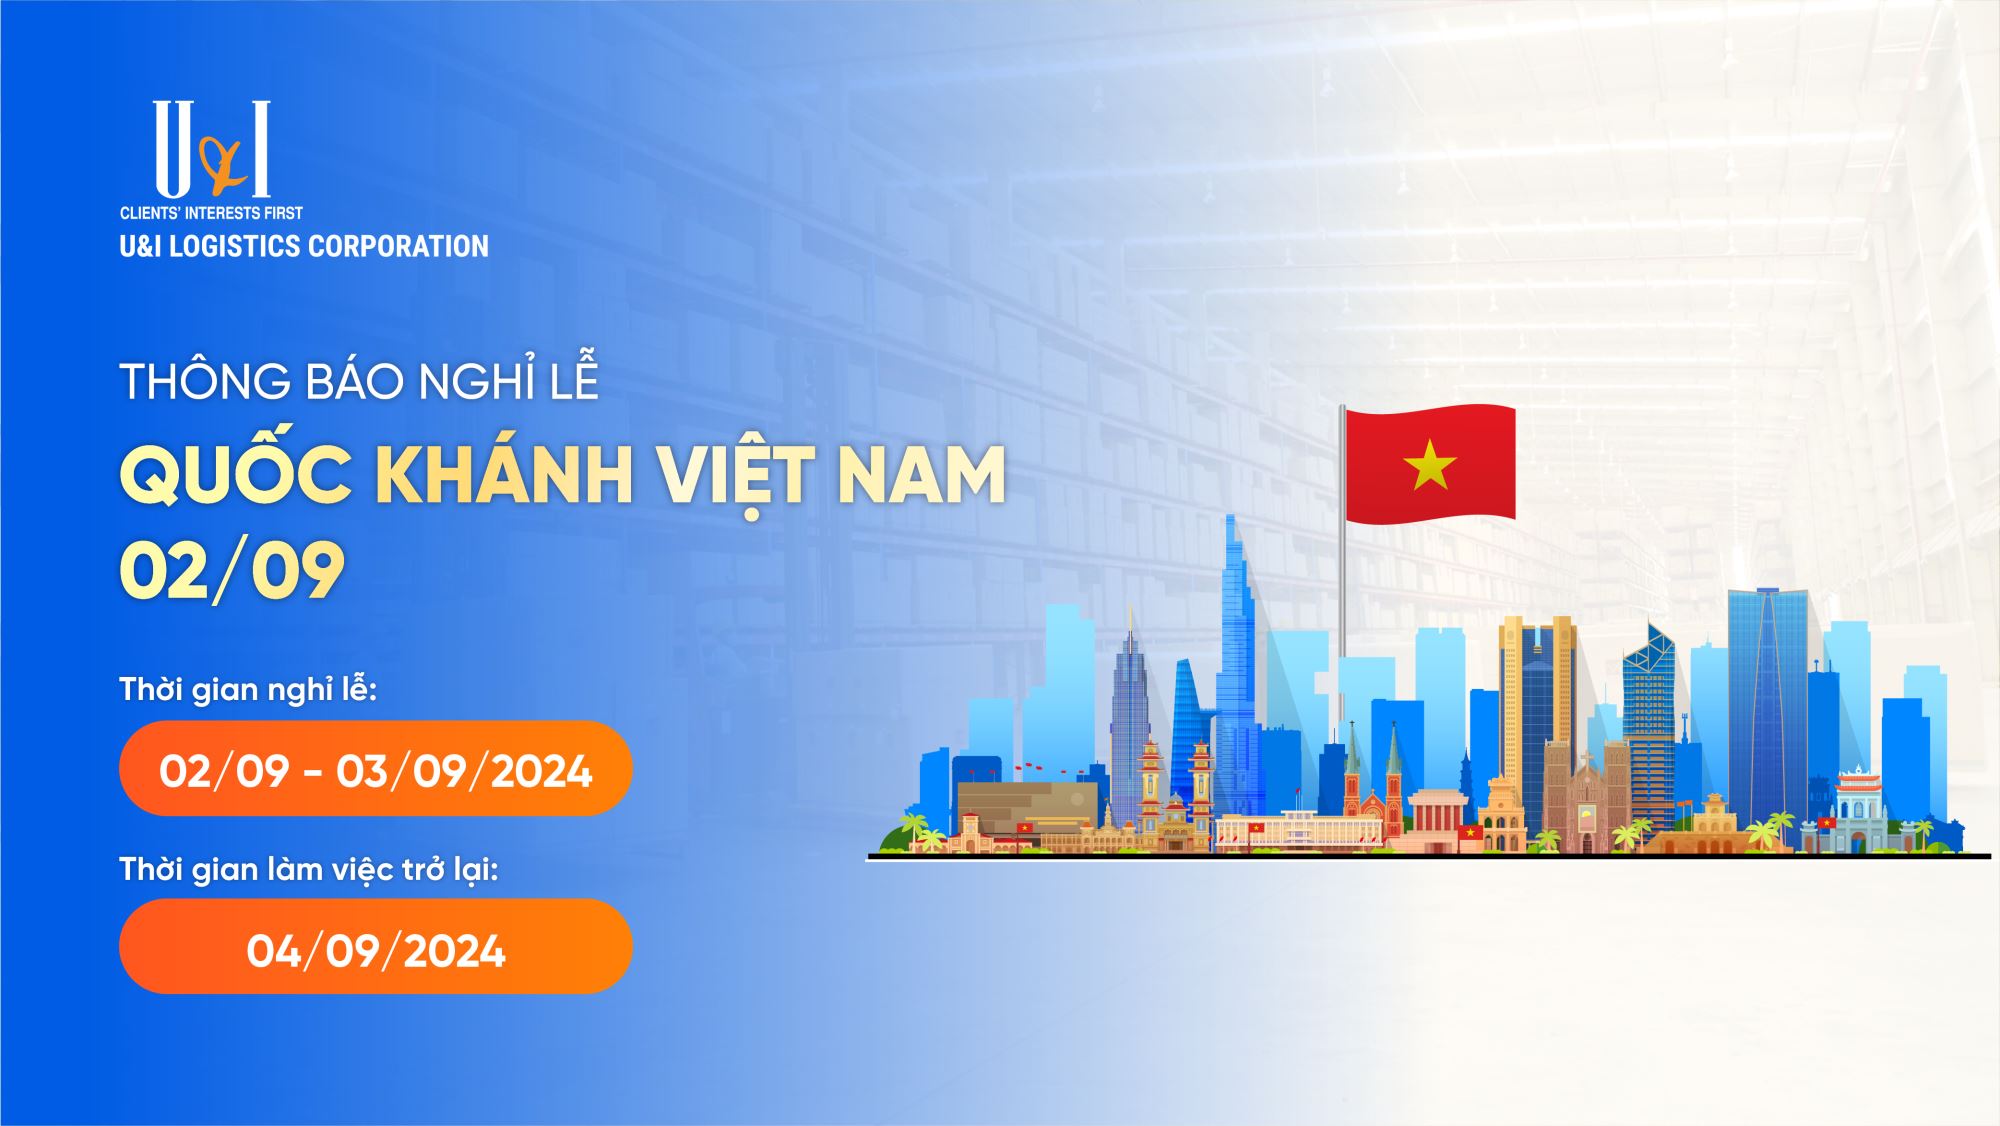 U&I
CLIENTS' INTERESTS FIRST
U&I LOGISTICS CORPORATION
THÔNG BÁO NGHỈ LỄ
QUỐC KHÁNH VIỆT NAM
02/09
Thời gian nghỉ lễ:
02/09 - 03/09/2024
Thời gian làm việc trở lại:
04/09/2024